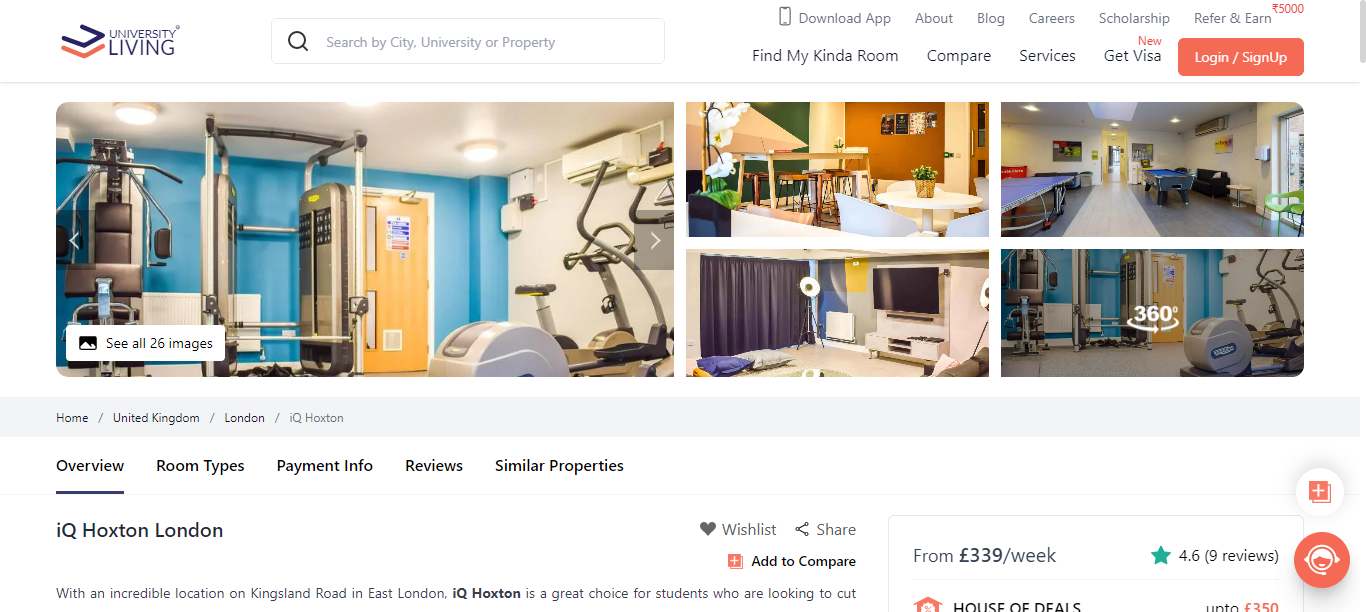 UNIVERSITY
LIVING
Search by City, University or Property
Download App
About
Blog
Careers
Scholarship
Refer & Earn
₹5000
Find My Kinda Room
Compare
Services
Get Visa
New
Login / SignUp
See all 26 images
360°
Home / United Kingdom / London / iQ Hoxton
Overview
Room Types
Payment Info
Reviews
Similar Properties
iQ Hoxton London
Wishlist
Share
Add to Compare
With an incredible location on Kingsland Road in East London, iQ Hoxton is a great choice for students who are looking to cut
From £339/week
4.6 (9 reviews)
HOUSE OF DEALS
upto £350